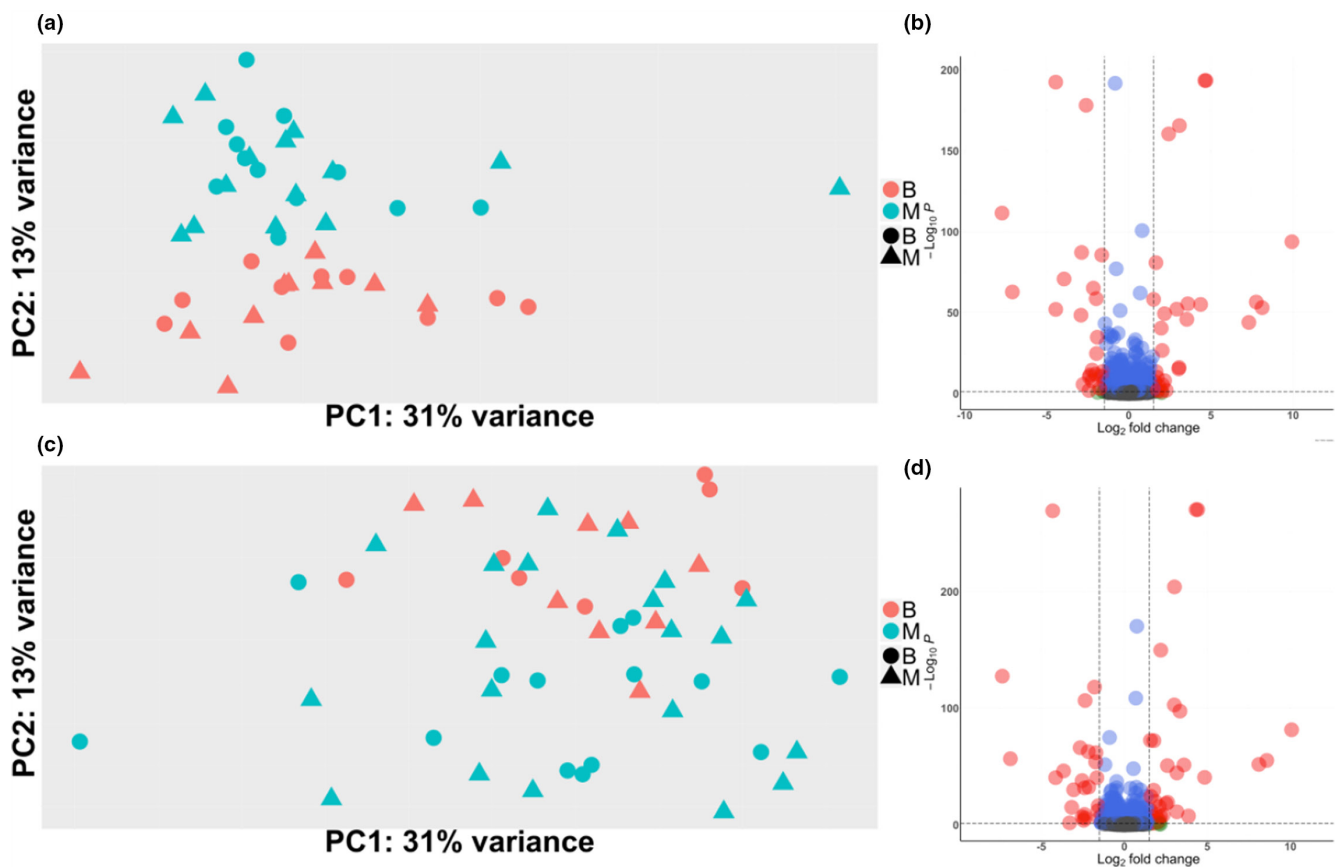 (a)
PC2: 13% variance
PC1: 31% variance
B
M
B
M
(b)
-Log10 P
200
150
100
50
0
-10
-5
0
5
10
Log2 fold change
(c)
PC2: 13% variance
PC1: 31% variance
B
M
B
M
(d)
-Log10 P
200
100
0
-5
0
5
10
Log2 fold change